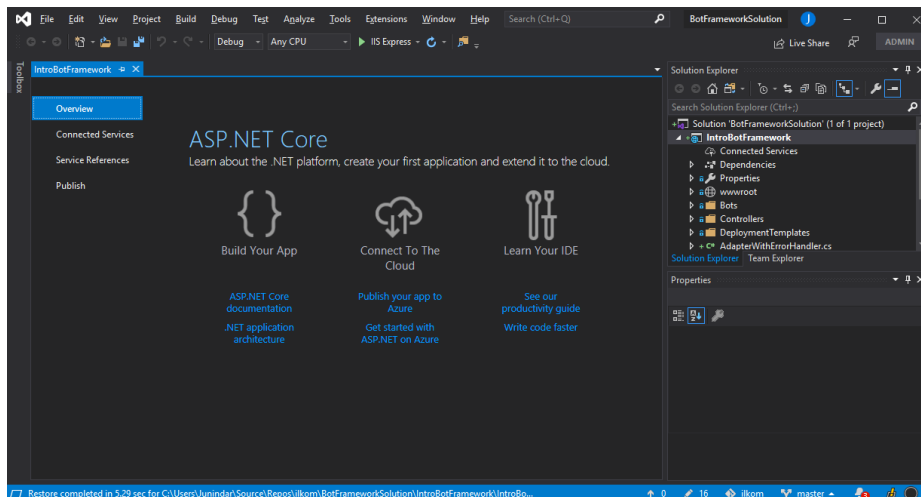 File Edit View Project Build Debug Test Analyze Tools Extensions Window Help Search (Ctrl+Q) BotFrameworkSolution J
Debug Any CPU IIS Express Live Share ADMIN
Toolbox
IntroBotFramework
Overview
Connected Services
Service References
Publish
ASP.NET Core
Learn about the .NET platform, create your first application and extend it to the cloud.
Build Your App
ASP.NET Core
documentation
.NET application
architecture
Connect To The
Cloud
Publish your app to
Azure
Get started with
ASP.NET on Azure
Learn Your IDE
See our
productivity guide
Write code faster
Solution Explorer
Search Solution Explorer (Ctrl+;)
Solution 'BotFrameworkSolution' (1 of 1 project)
IntroBotFramework
Connected Services
Dependencies
Properties
wwwroot
Bots
Controllers
DeploymentTemplates
C# AdapterWithErrorHandler.cs
Solution Explorer Team Explorer
Properties
Restore completed in 5,29 sec for C:\Users\Junindar\Source\Repos\ilkom\BotFrameworkSolution\IntroBotFramework\IntroBo... 0 16 ilkom master 3